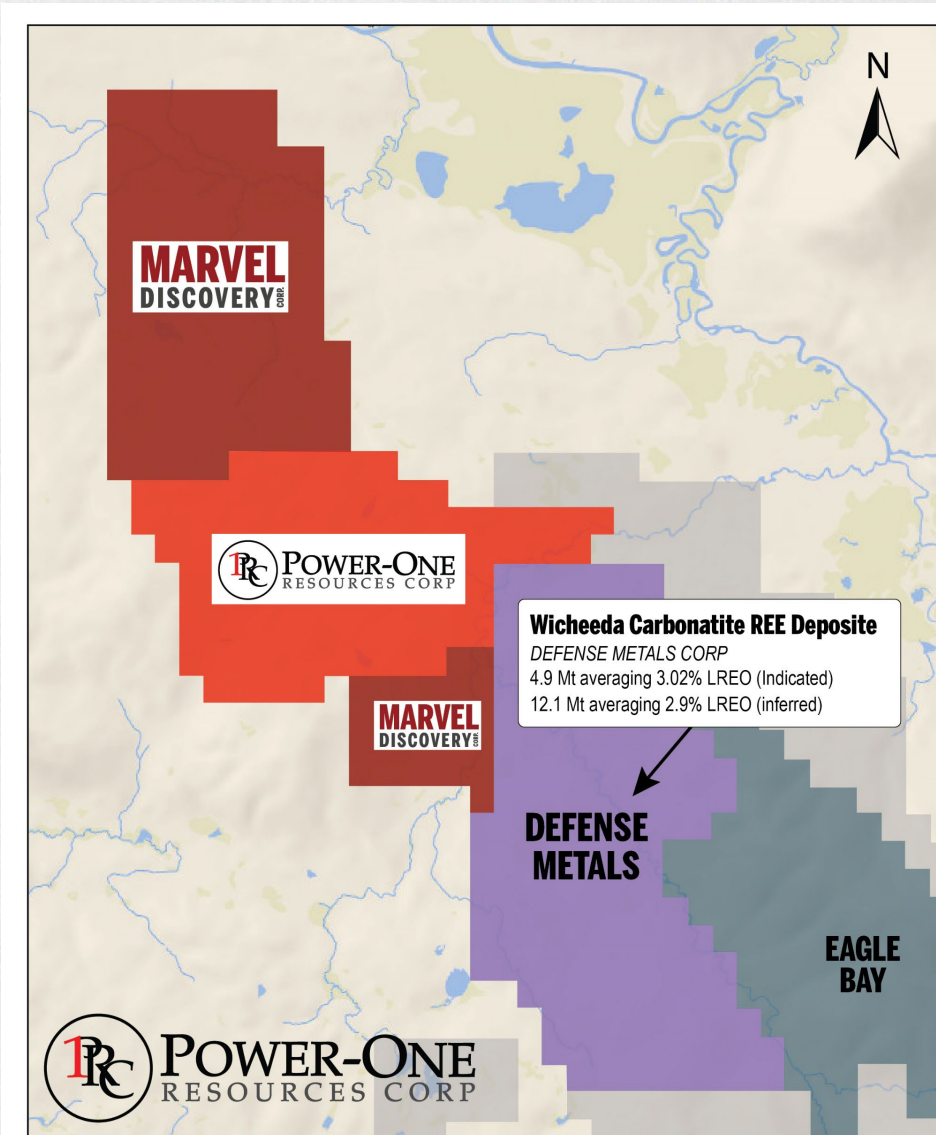 N
MARVEL
DISCOVERY CORP.
1PRC POWER-ONE
RESOURCES CORP
Wicheeda Carbonatite REE Deposite
DEFENSE METALS CORP
4.9 Mt averaging 3.02% LREO (Indicated)
12.1 Mt averaging 2.9% LREO (inferred)
MARVEL
DISCOVERY CORP.
DEFENSE
METALS
EAGLE
BAY
1PRC POWER-ONE
RESOURCES CORP